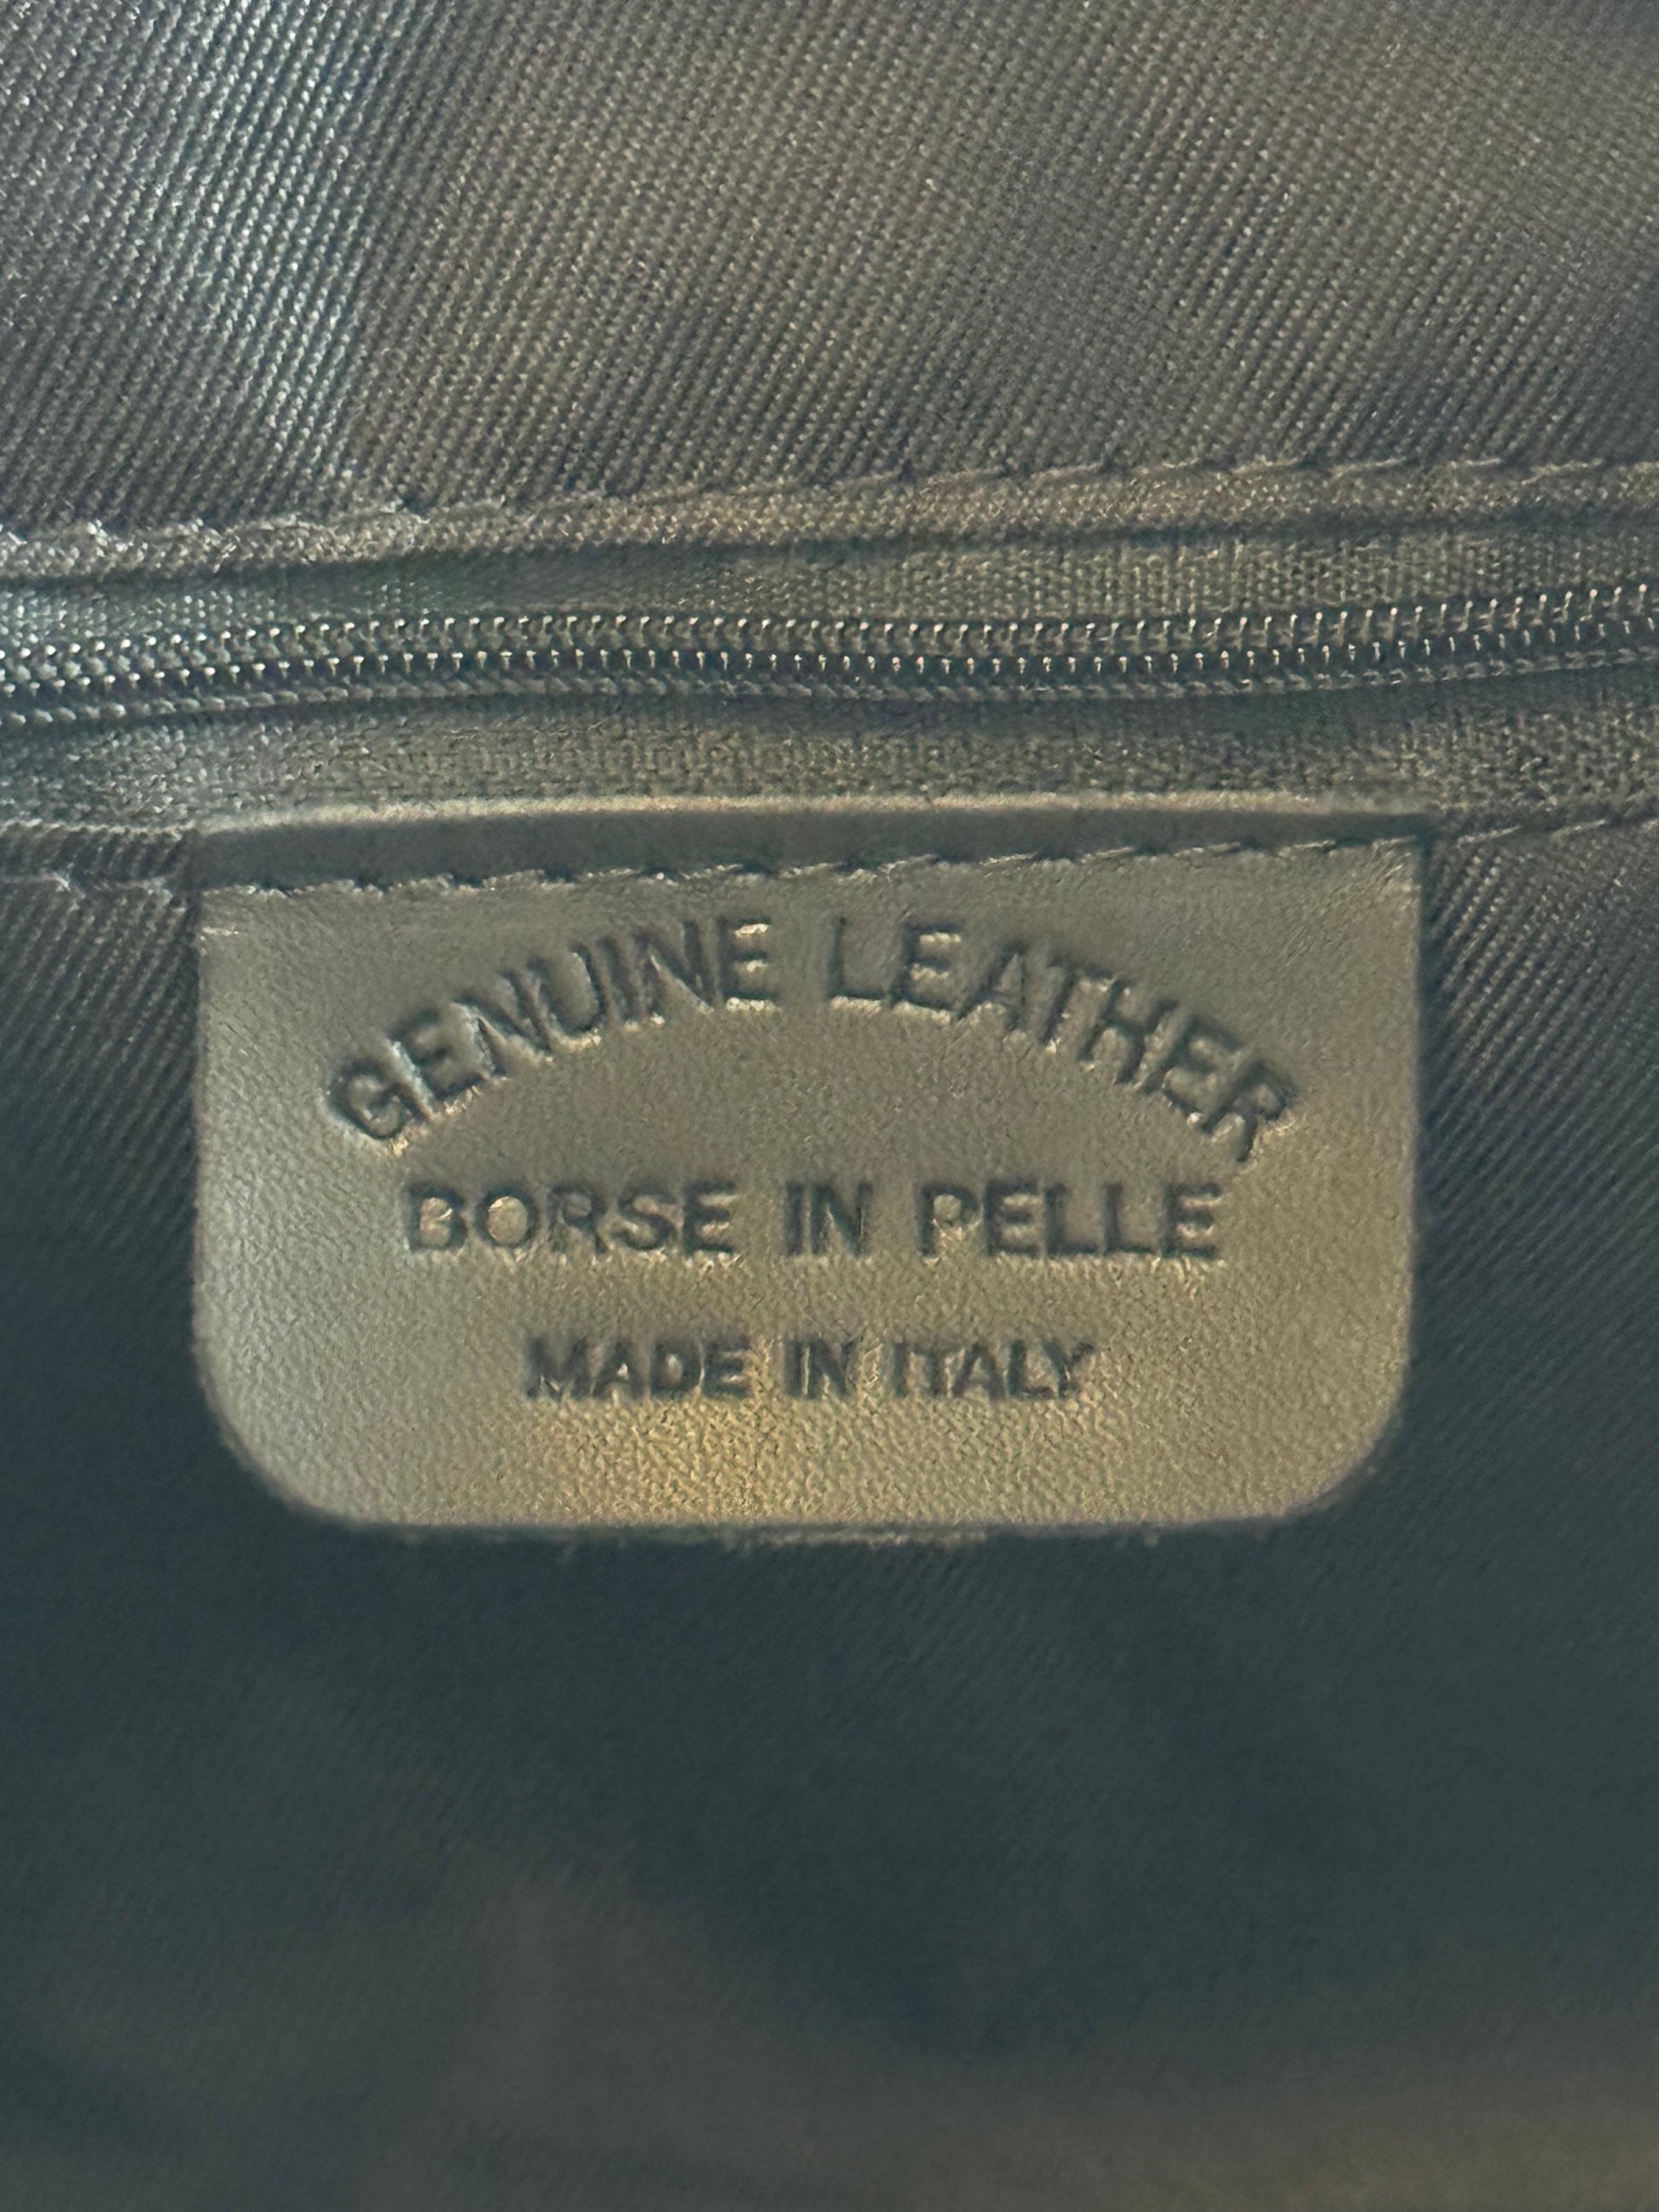 GENUINE LEATHER
BORSE IN PELLE
MADE IN ITALY